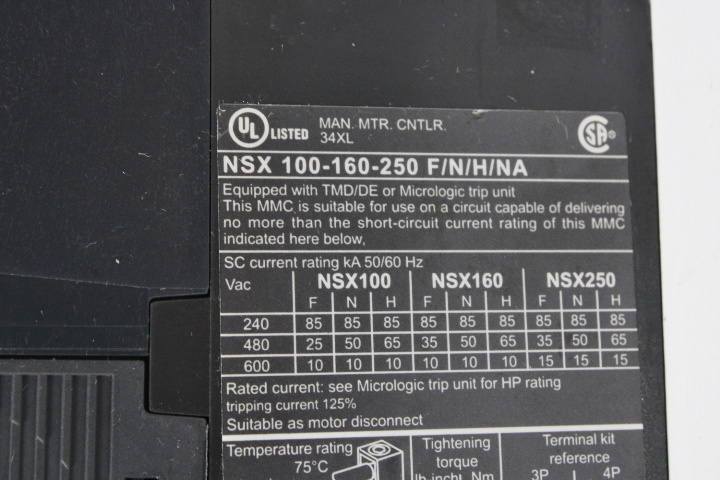 UL LISTED MAN. MTR. CNTLR.
34XL
SA ®
NSX 100-160-250 F/N/H/NA
Equipped with TMD/DE or Micrologic trip unit
This MMC is suitable for use on a circuit capable of delivering
no more than the short-circuit current rating of this MMC
indicated here below,
SC current rating kA 50/60 Hz
Vac NSX100 NSX160 NSX250
F N H F N H F N H
240 85 85 85 85 85 85 85 85 85
480 25 50 65 35 50 65 35 50 65
600 10 10 10 10 10 10 15 15 15
Rated current: see Micrologic trip unit for HP rating
tripping current 125%
Suitable as motor disconnect
Temperature rating Tightening Terminal kit
75°C torque reference
lb-inch Nm 3P 4P